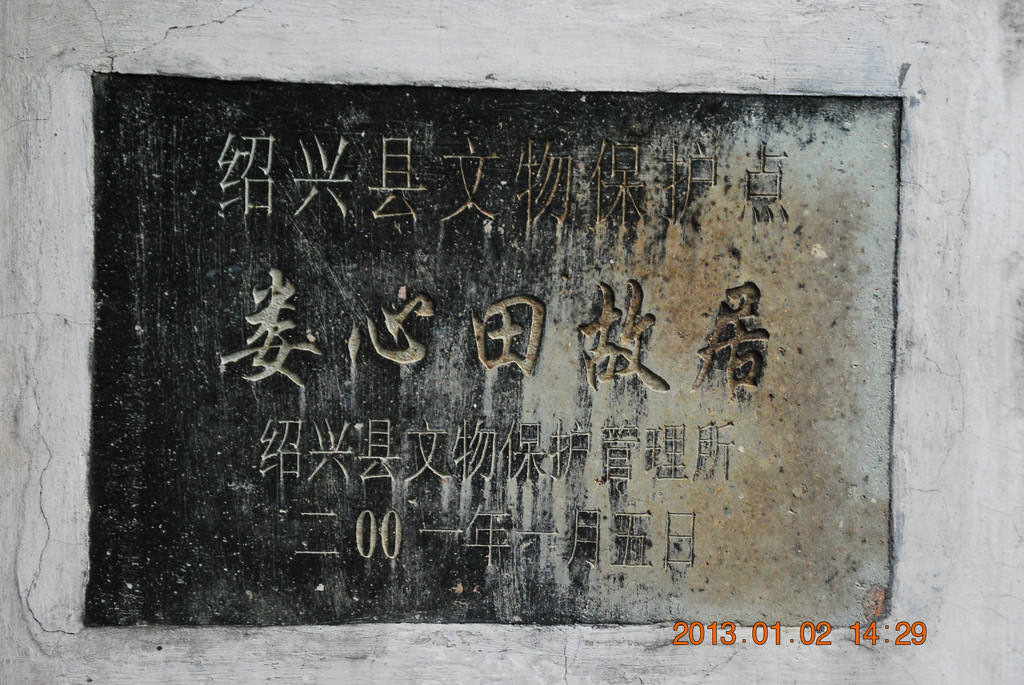 绍兴县文物保护点
娄心田故居
绍兴县文物保护管理所
二00一年一月五日
2013.01.02 14:29